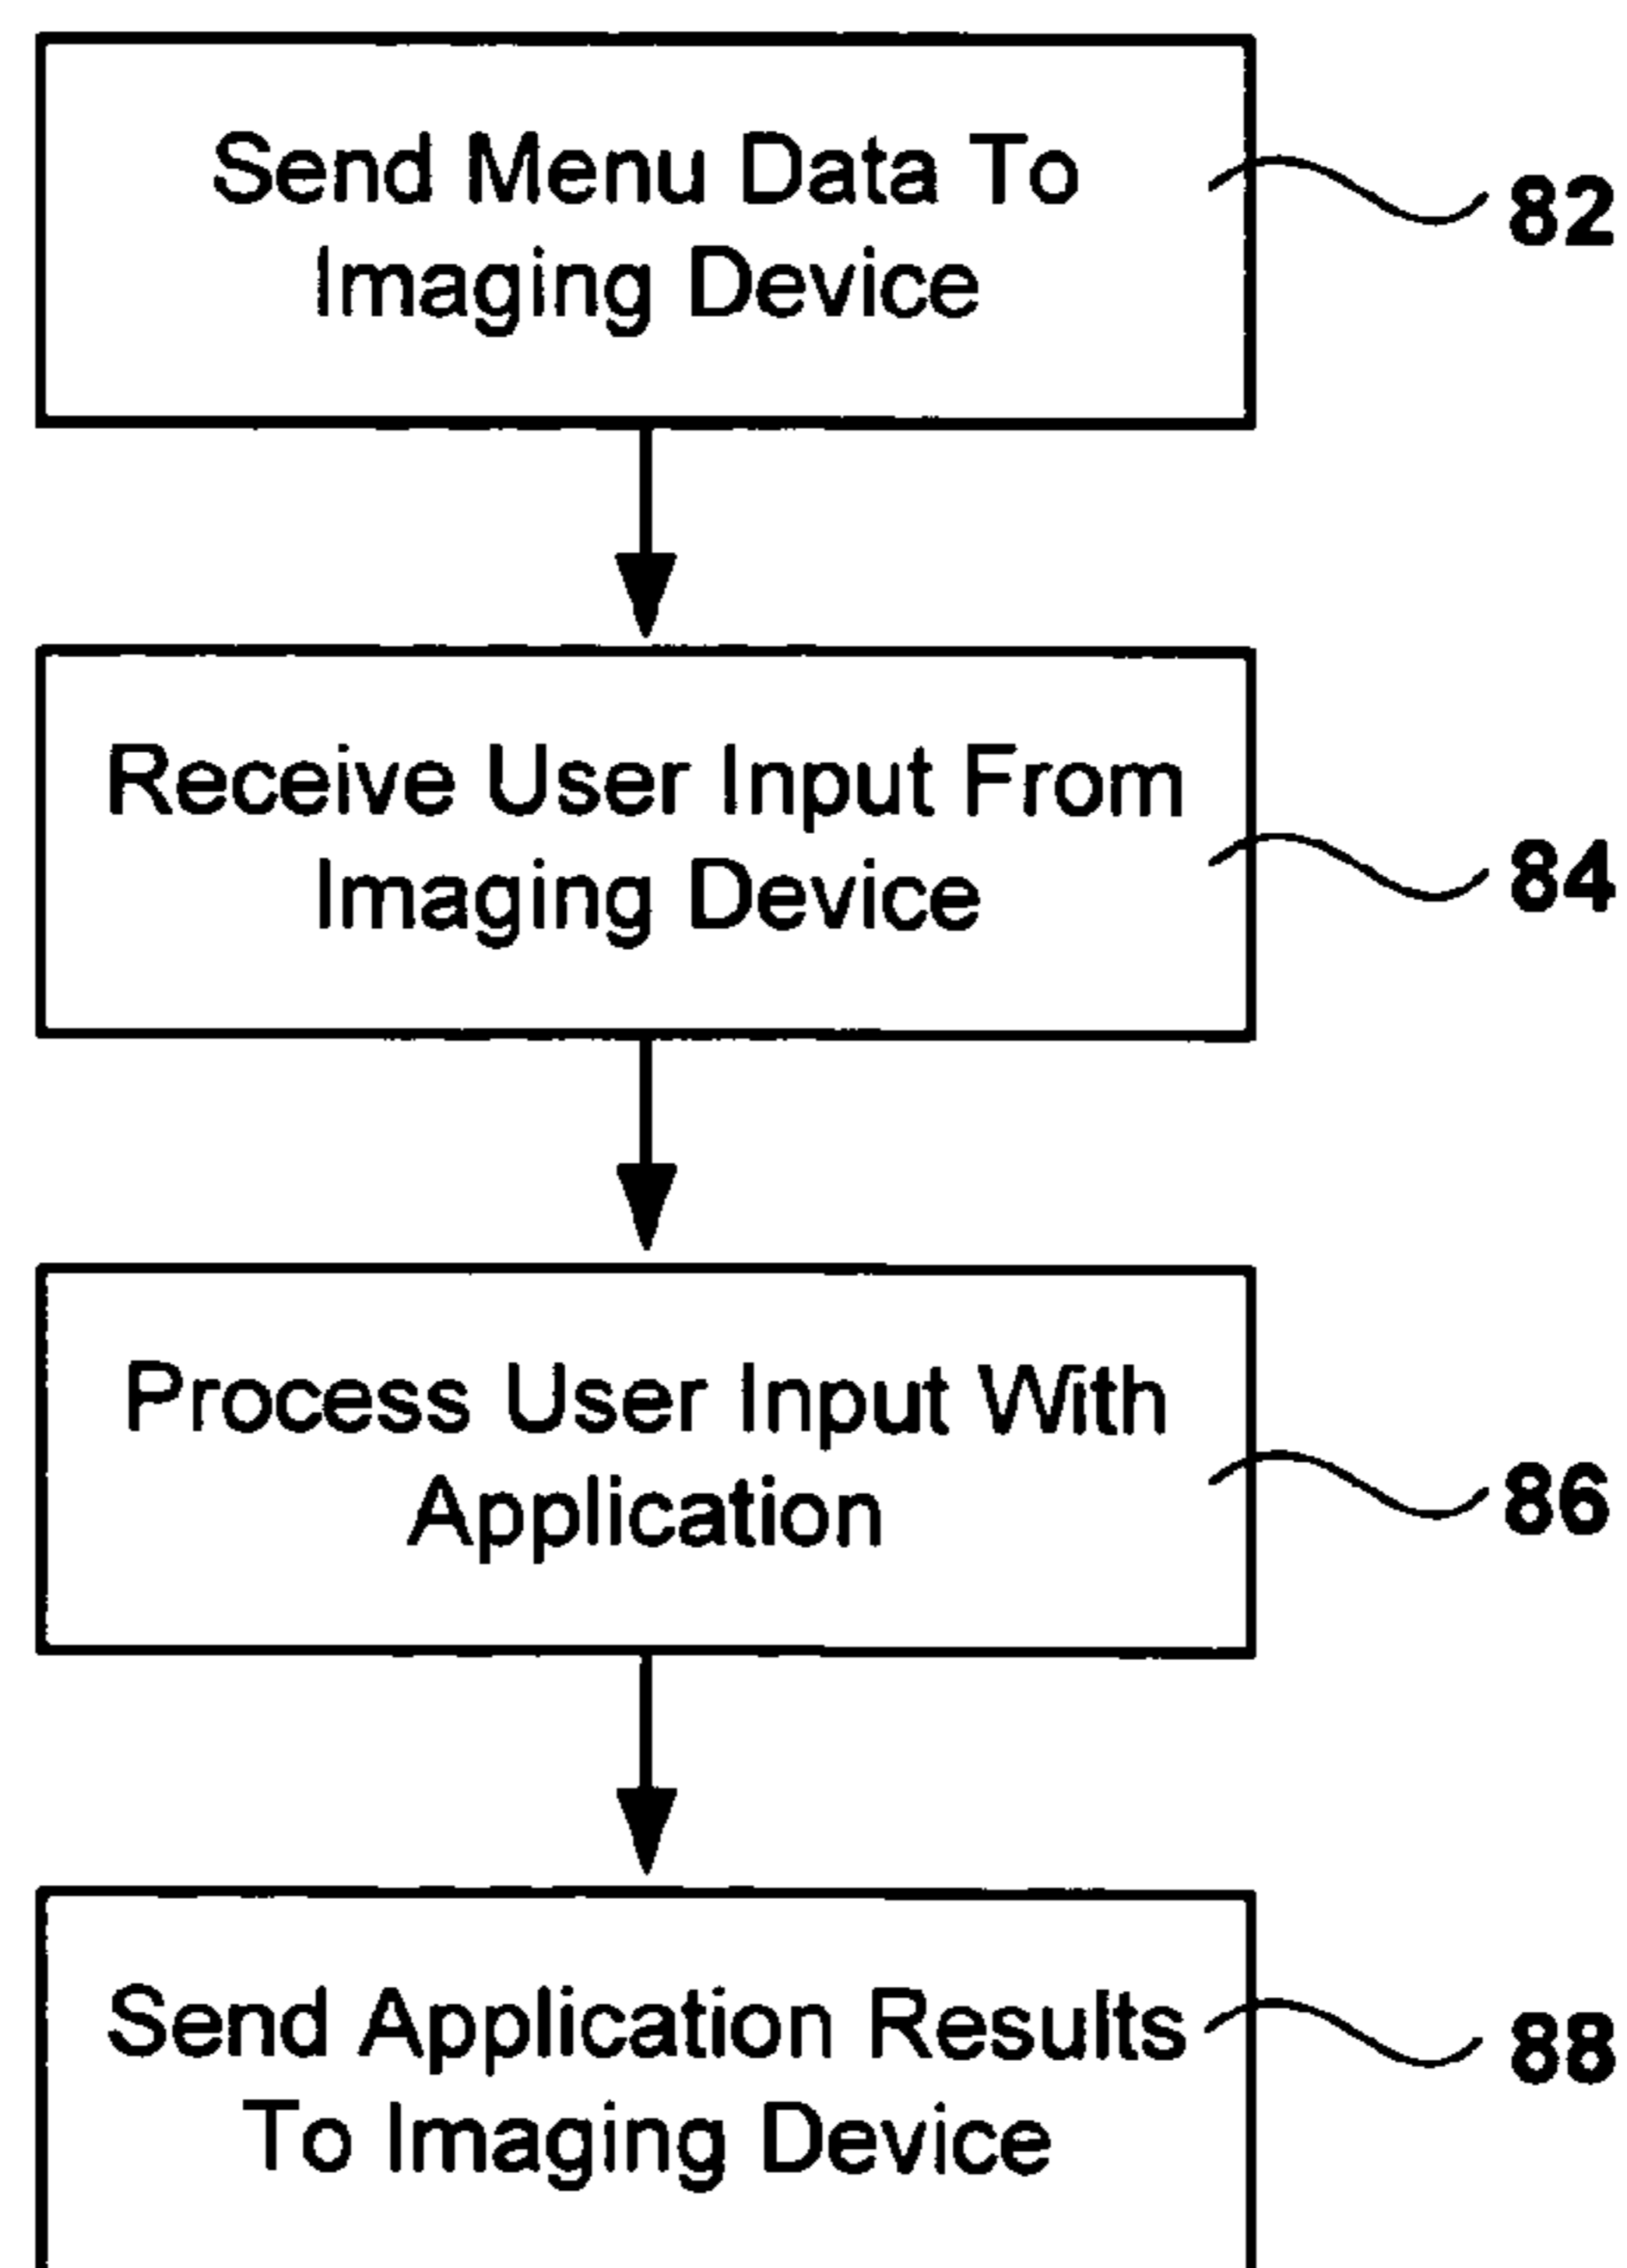 Send Menu Data To
Imaging Device
82
Receive User Input From
Imaging Device
84
Process User Input With
Application
86
Send Application Results
To Imaging Device
88